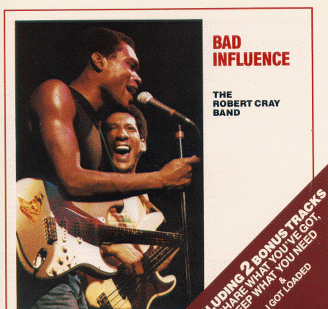 BAD
INFLUENCE
THE
ROBERT CRAY
BAND
LUDING 2 BONUS TRACKS
SHARE WHAT YOU'VE GOT,
EEP WHAT YOU NEED
&
I GOT LOADED